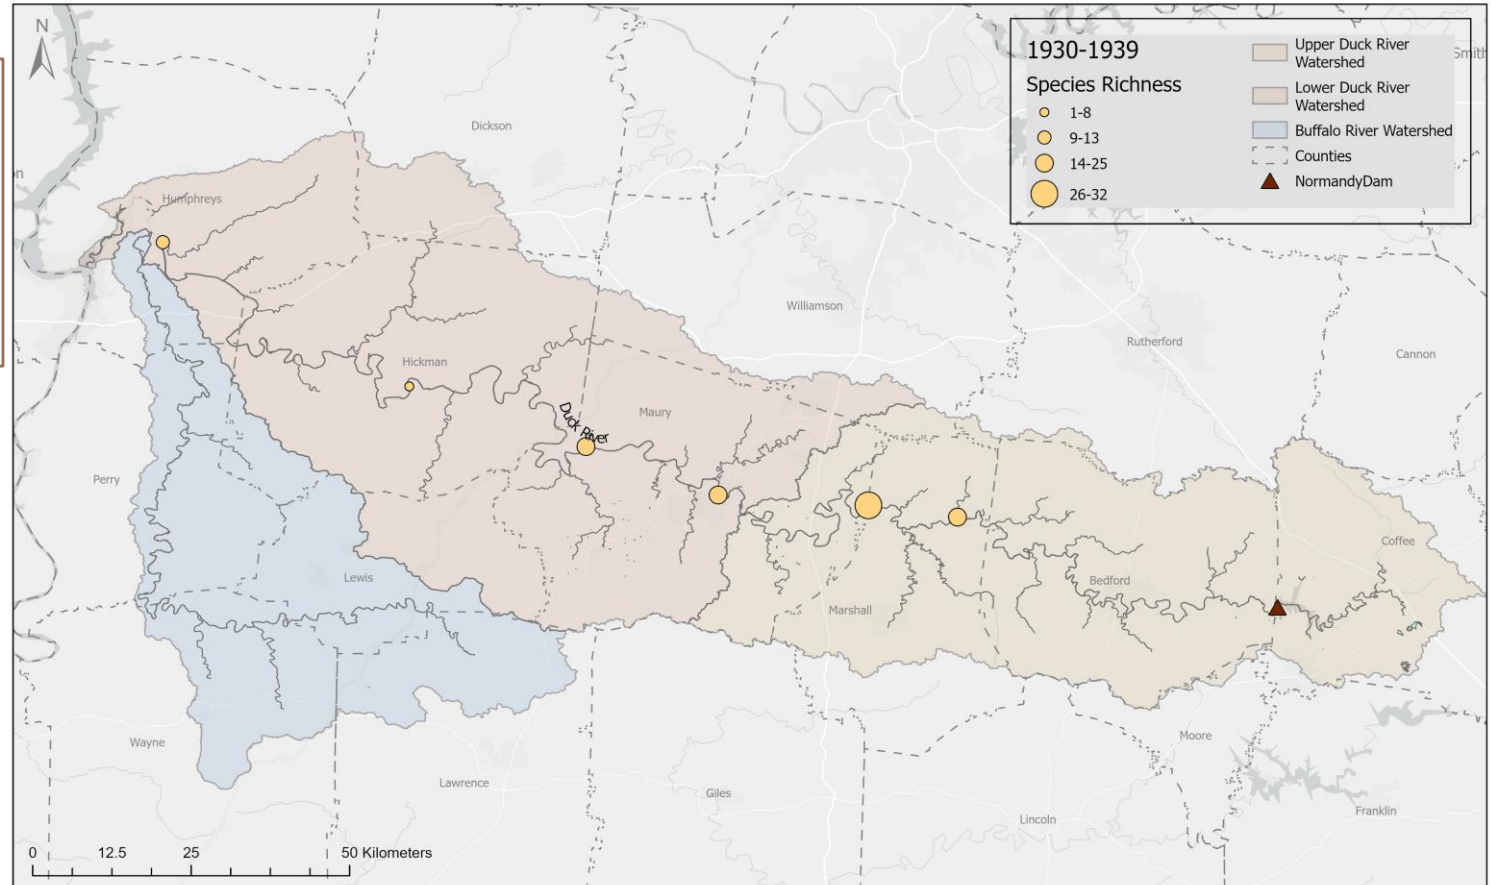 N
1930-1939
Species Richness
1-8
9-13
14-25
26-32
Upper Duck River
Watershed
Lower Duck River
Watershed
Buffalo River Watershed
Counties
NormandyDam
Smith
Dickson
Humphreys
Williamson
Rutherford
Cannon
Hickman
Duck River
Maury
Perry
Coffee
Lewis
Bedford
Marshall
Wayne
Moore
Lawrence
Giles
Franklin
Lincoln
0 12.5 25 50 Kilometers